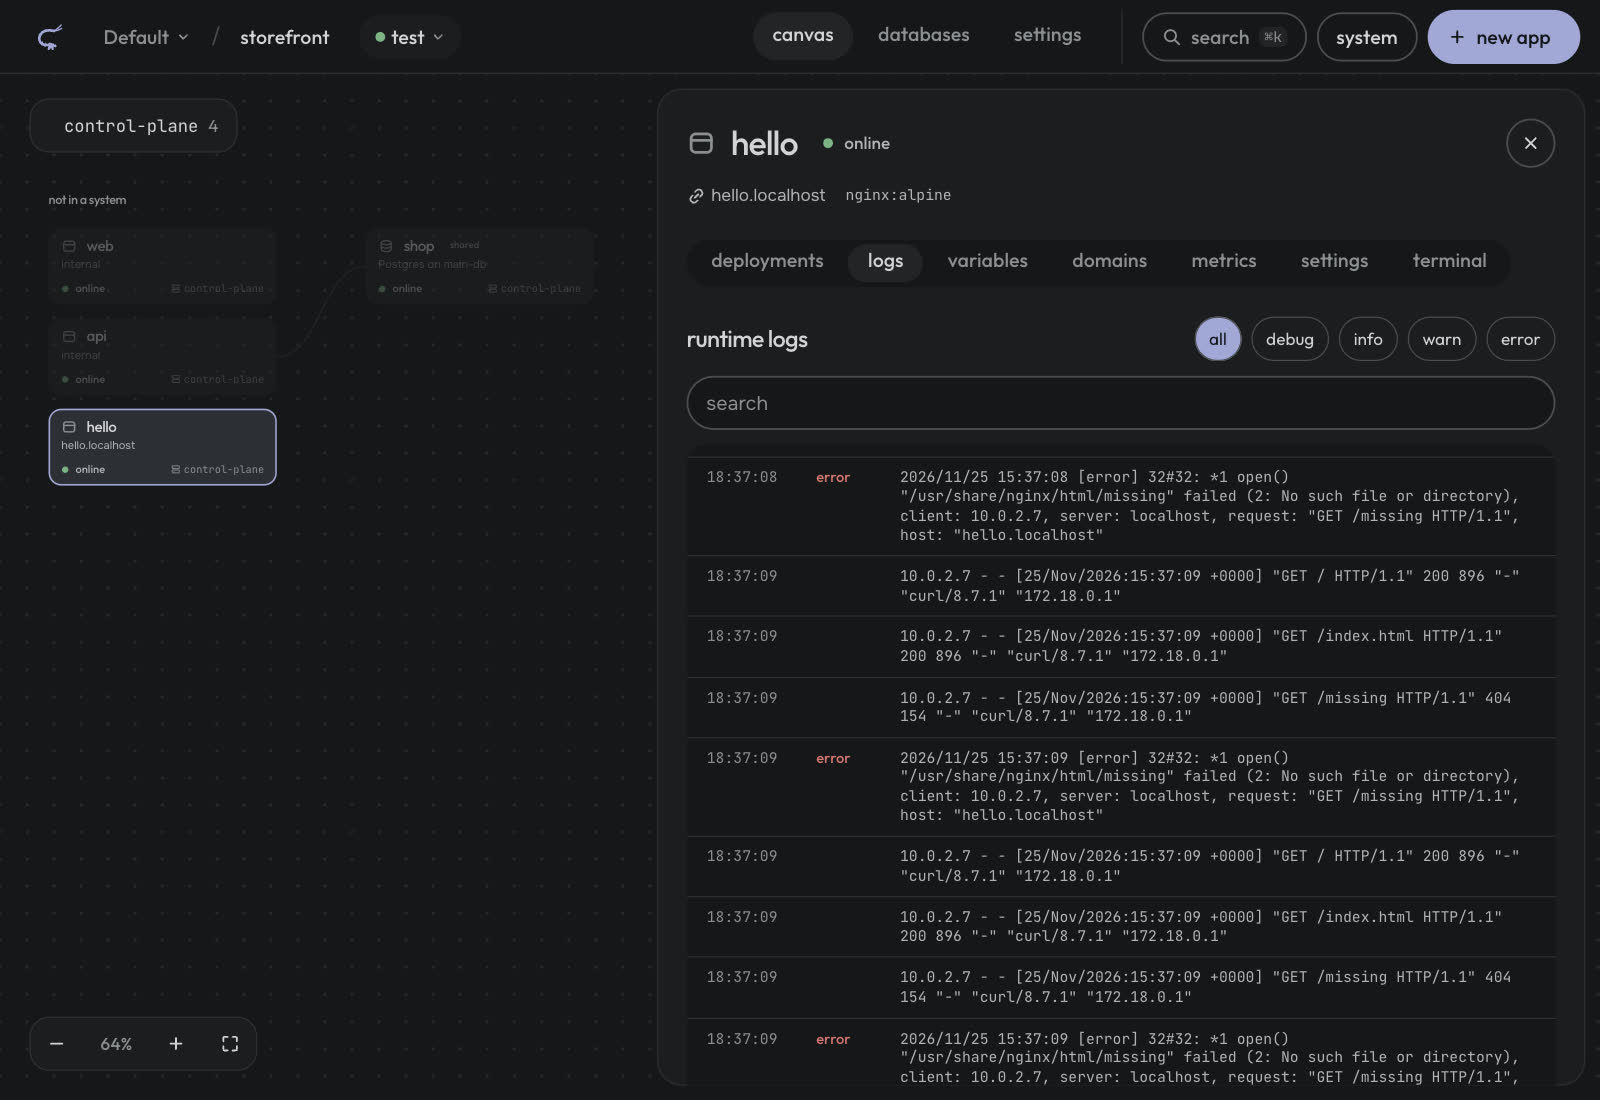 Default / storefront test
canvas databases settings search ⌘k system + new app
control-plane 4
not in a system
web
internal
online control-plane
shop shared
Postgres on main-db
online control-plane
api
internal
online control-plane
hello
hello.localhost
online control-plane
64%
hello online
hello.localhost nginx:alpine
deployments logs variables domains metrics settings terminal
runtime logs all debug info warn error
search
18:37:08 error 2026/11/25 15:37:08 [error] 32#32: *1 open()
"/usr/share/nginx/html/missing" failed (2: No such file or directory),
client: 10.0.2.7, server: localhost, request: "GET /missing HTTP/1.1",
host: "hello.localhost"
18:37:09 10.0.2.7 - - [25/Nov/2026:15:37:09 +0000] "GET / HTTP/1.1" 200 896 "-"
"curl/8.7.1" "172.18.0.1"
18:37:09 10.0.2.7 - - [25/Nov/2026:15:37:09 +0000] "GET /index.html HTTP/1.1"
200 896 "-" "curl/8.7.1" "172.18.0.1"
18:37:09 10.0.2.7 - - [25/Nov/2026:15:37:09 +0000] "GET /missing HTTP/1.1" 404
154 "-" "curl/8.7.1" "172.18.0.1"
18:37:09 error 2026/11/25 15:37:09 [error] 32#32: *1 open()
"/usr/share/nginx/html/missing" failed (2: No such file or directory),
client: 10.0.2.7, server: localhost, request: "GET /missing HTTP/1.1",
host: "hello.localhost"
18:37:09 10.0.2.7 - - [25/Nov/2026:15:37:09 +0000] "GET / HTTP/1.1" 200 896 "-"
"curl/8.7.1" "172.18.0.1"
18:37:09 10.0.2.7 - - [25/Nov/2026:15:37:09 +0000] "GET /index.html HTTP/1.1"
200 896 "-" "curl/8.7.1" "172.18.0.1"
18:37:09 10.0.2.7 - - [25/Nov/2026:15:37:09 +0000] "GET /missing HTTP/1.1" 404
154 "-" "curl/8.7.1" "172.18.0.1"
18:37:09 error 2026/11/25 15:37:09 [error] 32#32: *1 open()
"/usr/share/nginx/html/missing" failed (2: No such file or directory),
client: 10.0.2.7, server: localhost, request: "GET /missing HTTP/1.1",